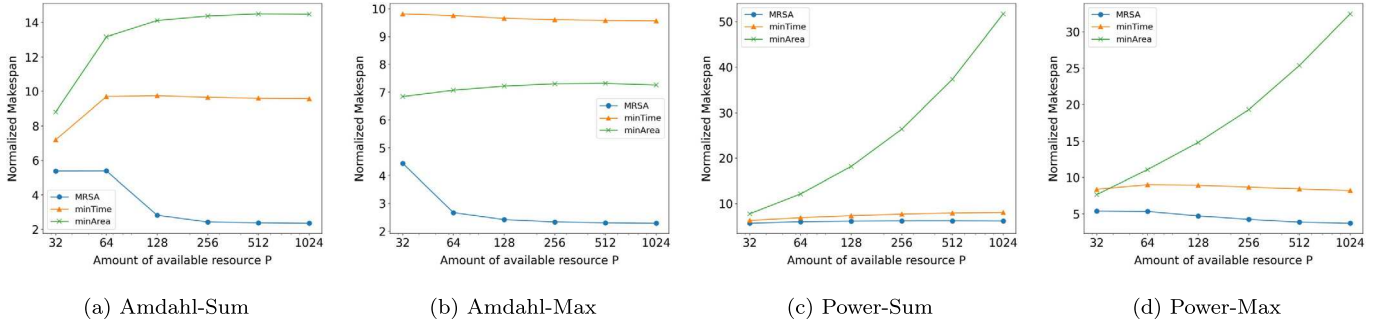 Normalized Makespan
14
12
10
8
6
4
2
MRSA
minTime
minArea
32 64 128 256 512 1024
Amount of available resource P
(a) Amdahl-Sum
Normalized Makespan
10
9
8
7
6
5
4
3
2
MRSA
minTime
minArea
32 64 128 256 512 1024
Amount of available resource P
(b) Amdahl-Max
Normalized Makespan
50
40
30
20
10
MRSA
minTime
minArea
32 64 128 256 512 1024
Amount of available resource P
(c) Power-Sum
Normalized Makespan
30
25
20
15
10
5
MRSA
minTime
minArea
32 64 128 256 512 1024
Amount of available resource P
(d) Power-Max